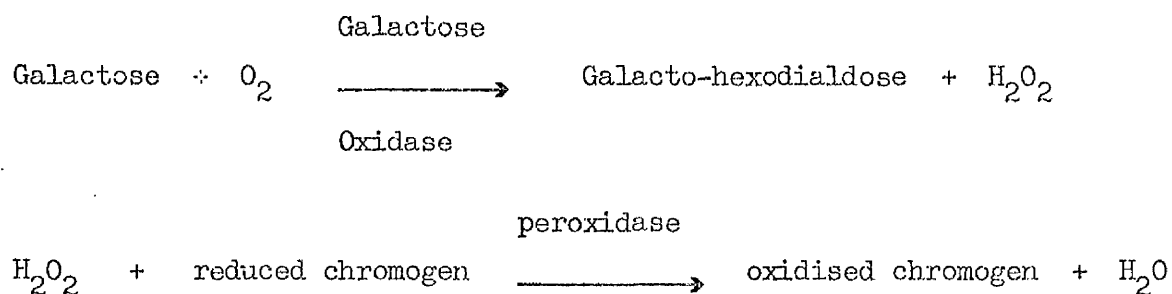 Galactose
Galactose + O2 ⟶ Galacto-hexodialdose + H2O2
Oxidase
peroxidase
H2O2 + reduced chromogen ⟶ oxidised chromogen + H2O